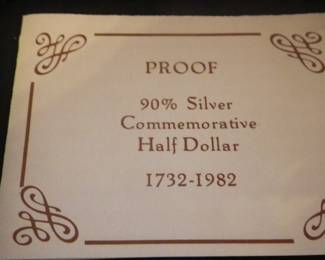 PROOF
90% Silver
Commemorative
Half Dollar
1732-1982